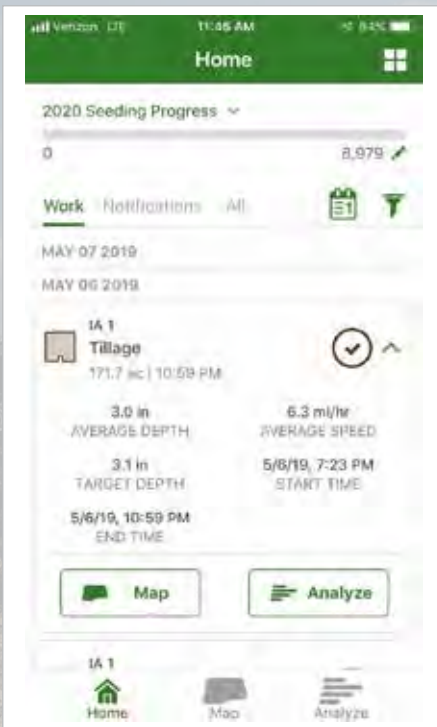 Verizon LTE 11:46 AM 84%
Home
2020 Seeding Progress
0 8,979
Work Notifications All
MAY 07 2019
MAY 06 2019
IA 1
Tillage
171.7 ac | 10:59 PM
3.0 in 6.3 mi/hr
AVERAGE DEPTH AVERAGE SPEED
3.1 in 5/6/19, 7:23 PM
TARGET DEPTH START TIME
5/6/19, 10:59 PM
END TIME
Map Analyze
IA 1
Home Map Analyze